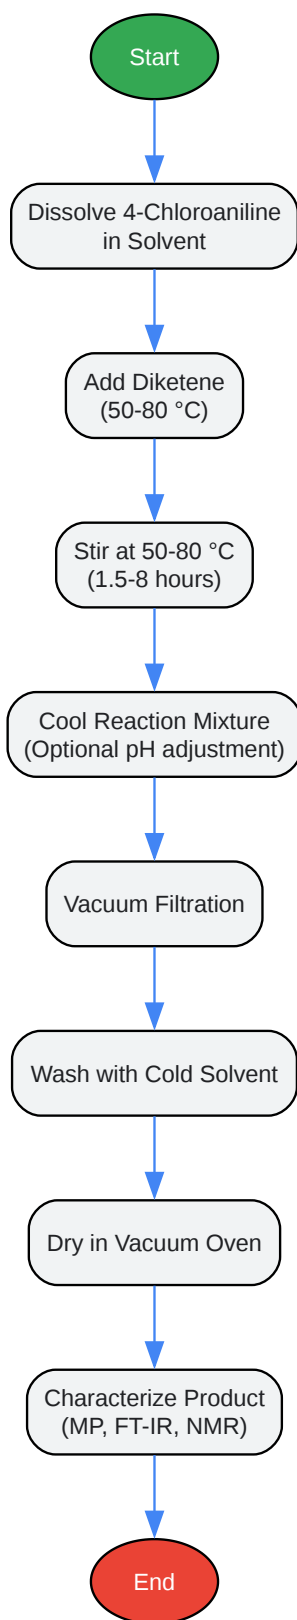 Start
Dissolve 4-Chloroaniline
in Solvent
Add Diketene
(50-80 °C)
Stir at 50-80 °C
(1.5-8 hours)
Cool Reaction Mixture
(Optional pH adjustment)
Vacuum Filtration
Wash with Cold Solvent
Dry in Vacuum Oven
Characterize Product
(MP, FT-IR, NMR)
End